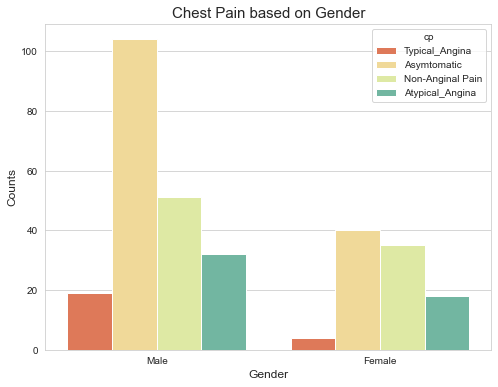 Chest Pain based on Gender
cp
Typical_Angina
Asymtomatic
Non-Anginal Pain
Atypical_Angina
100
80
60
40
20
0
Counts
Male
Female
Gender